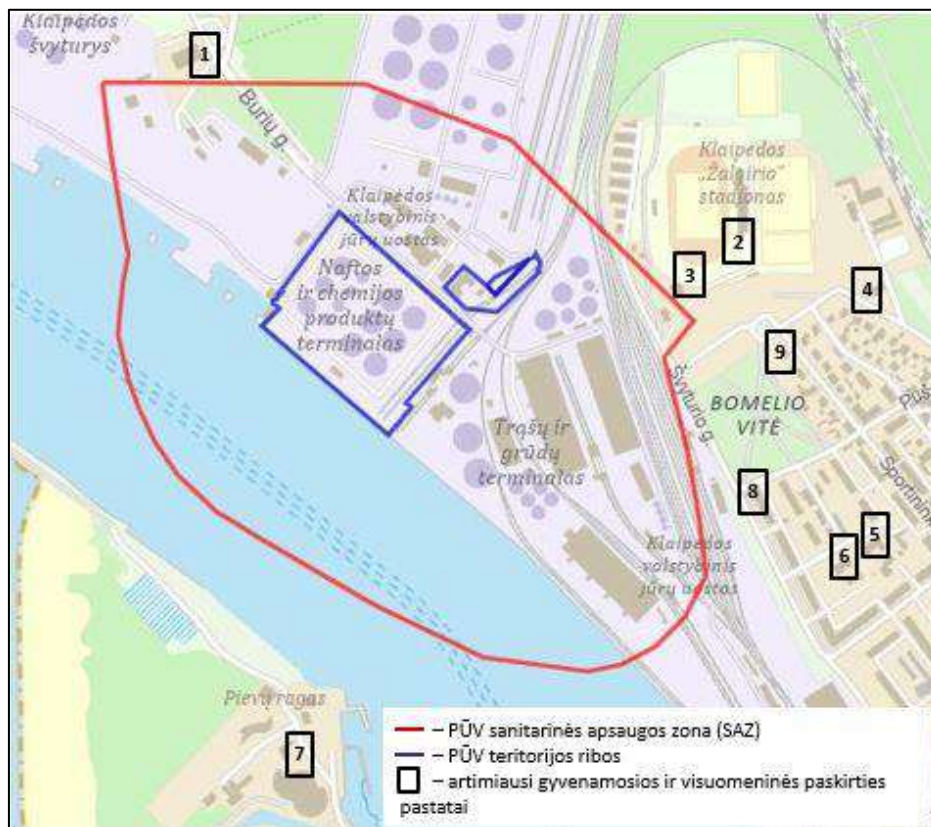 Klaipėdos
švyturys"
1
Burių g.
Klaipėdos
„Žalgirio"
stadionas
2
3
4
Klaipėdos
valstybinis
jūrų uostas
Naftos
ir chemijos
produktų
terminalas
9
Švyturio g.
BOMELIO
VITĖ
Puš
Trąšų ir
grūdų
terminalas
8
Sportinink
5
6
Klaipėdos
valstybinis
jūrų uostas
Pievų ragas
7
– PŪV sanitarinės apsaugos zona (SAZ)
– PŪV teritorijos ribos
– artimiausi gyvenamosios ir visuomeninės paskirties
pastatai